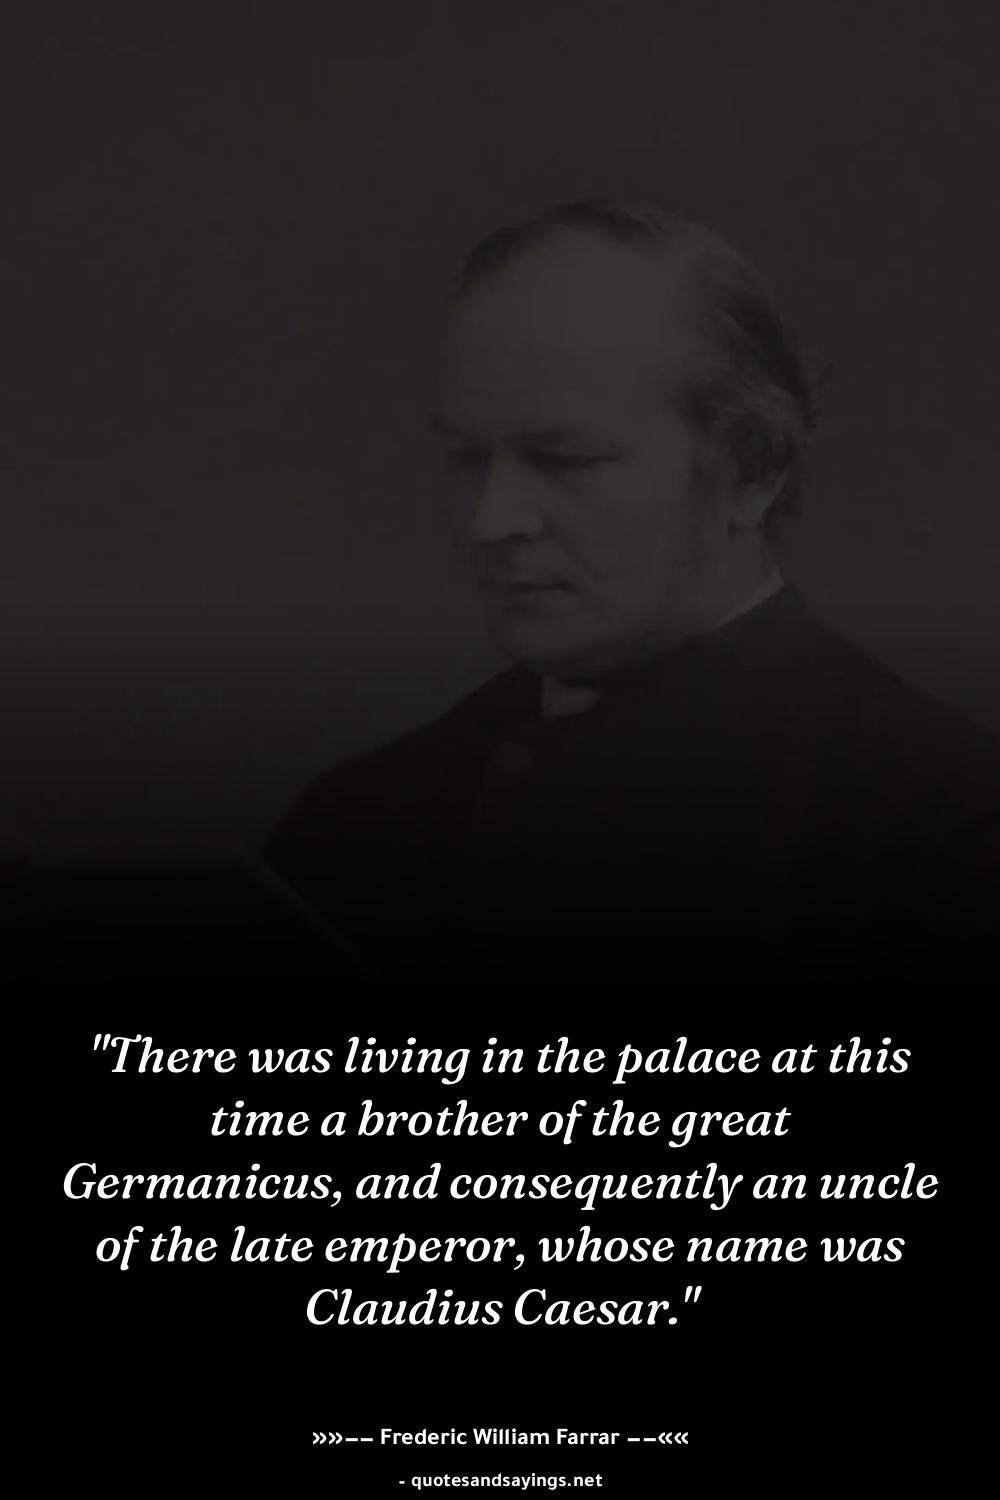 "There was living in the palace at this
time a brother of the great
Germanicus, and consequently an uncle
of the late emperor, whose name was
Claudius Caesar."
»»−− Frederic William Farrar −−««
- quotesandsayings.net